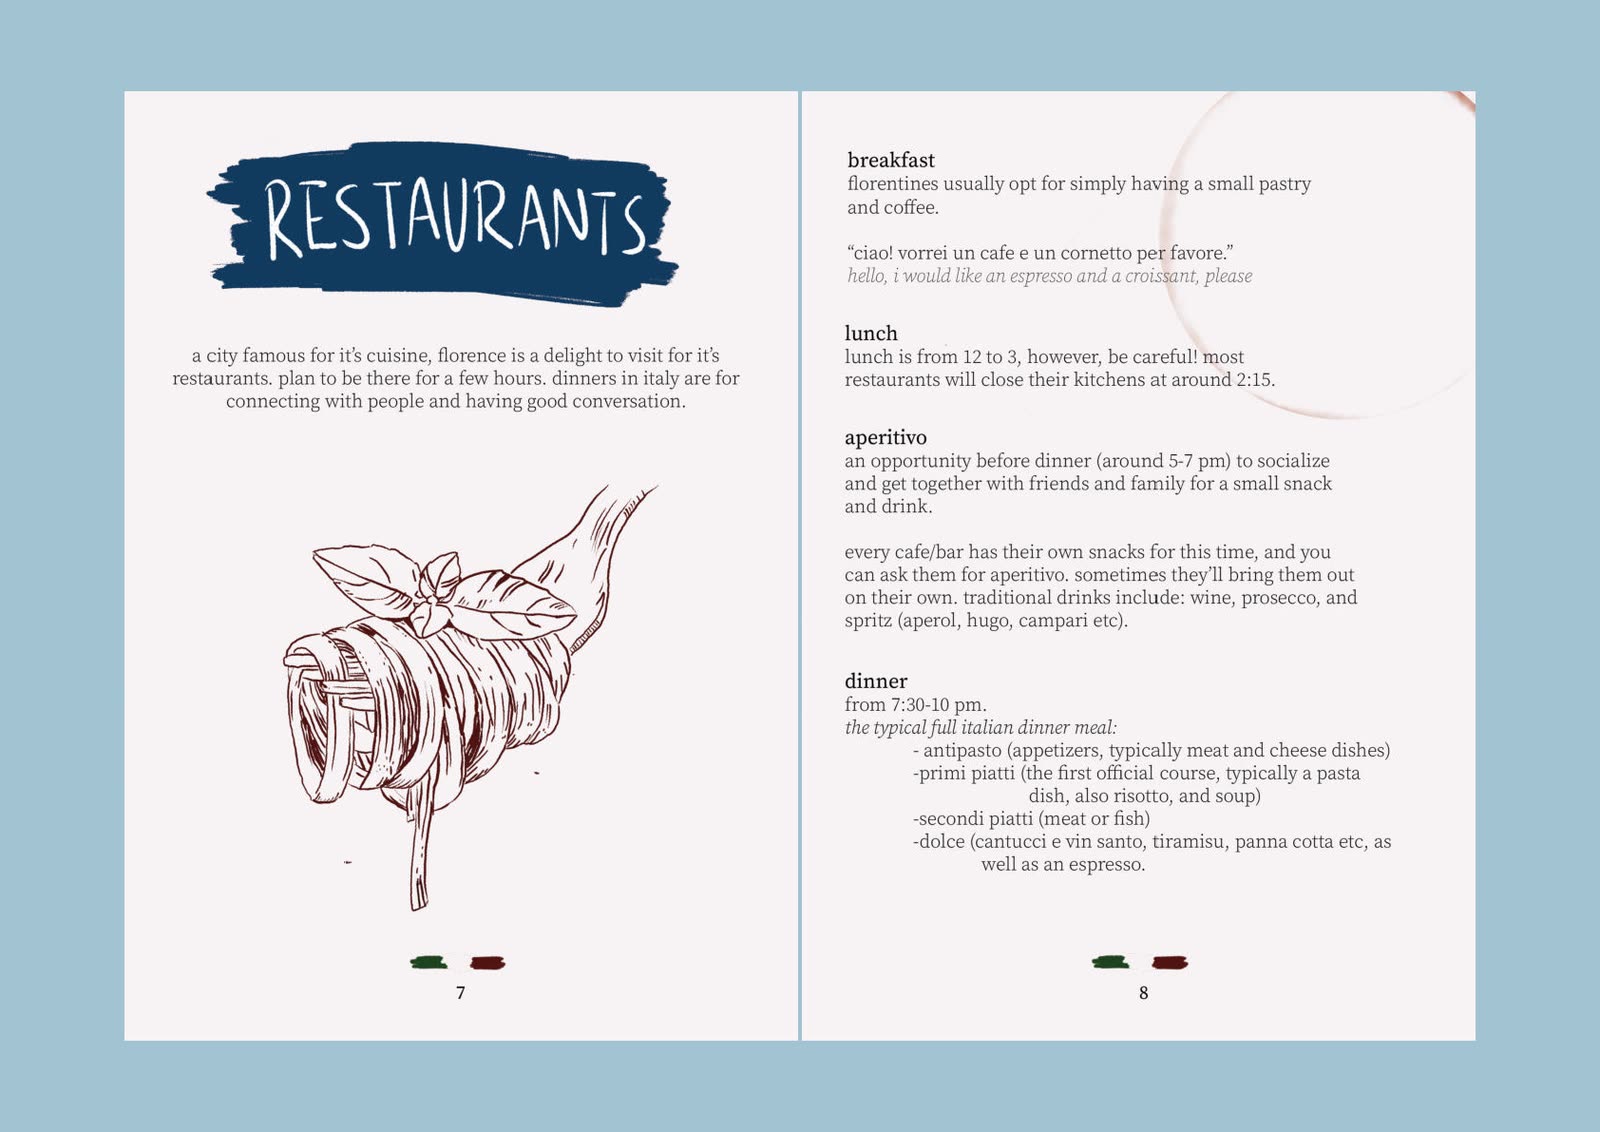 RESTAURANTS
a city famous for it’s cuisine, florence is a delight to visit for it’s
restaurants. plan to be there for a few hours. dinners in italy are for
connecting with people and having good conversation.
7
breakfast
florentines usually opt for simply having a small pastry
and coffee.
“ciao! vorrei un cafe e un cornetto per favore.”
hello, i would like an espresso and a croissant, please
lunch
lunch is from 12 to 3, however, be careful! most
restaurants will close their kitchens at around 2:15.
aperitivo
an opportunity before dinner (around 5-7 pm) to socialize
and get together with friends and family for a small snack
and drink.
every cafe/bar has their own snacks for this time, and you
can ask them for aperitivo. sometimes they’ll bring them out
on their own. traditional drinks include: wine, prosecco, and
spritz (aperol, hugo, campari etc).
dinner
from 7:30-10 pm.
the typical full italian dinner meal:
- antipasto (appetizers, typically meat and cheese dishes)
-primi piatti (the first official course, typically a pasta
dish, also risotto, and soup)
-secondi piatti (meat or fish)
-dolce (cantucci e vin santo, tiramisu, panna cotta etc, as
well as an espresso.
8